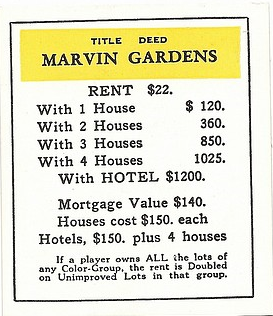 TITLE DEED
MARVIN GARDENS
RENT $22.
With 1 House $ 120.
With 2 Houses 360.
With 3 Houses 850.
With 4 Houses 1025.
With HOTEL $1200.
Mortgage Value $140.
Houses cost $150. each
Hotels, $150. plus 4 houses
If a player owns ALL the lots of
any Color-Group, the rent is Doubled
on Unimproved Lots in that group.